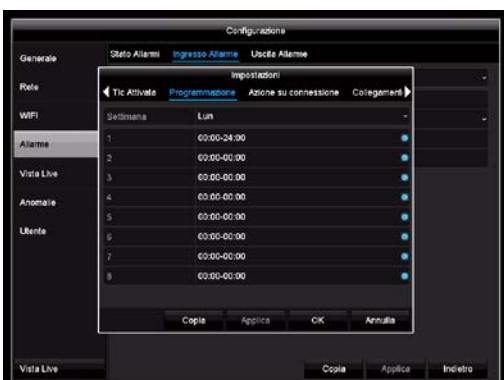 Configurazione
Generale
Rete
WIFI
Allarme
Vista Live
Anomalie
Utente
Vista Live
Stato Allarmi Ingresso Allarme Uscita Allarme
Impostazioni
Tlc Attivata Programmazione Azione su connessione Collegamenti
Settimana Lun
1 00:00-24:00
2 00:00-00:00
3 00:00-00:00
4 00:00-00:00
5 00:00-00:00
6 00:00-00:00
7 00:00-00:00
8 00:00-00:00
Copia Applica OK Annulla
Copia Applica Indietro